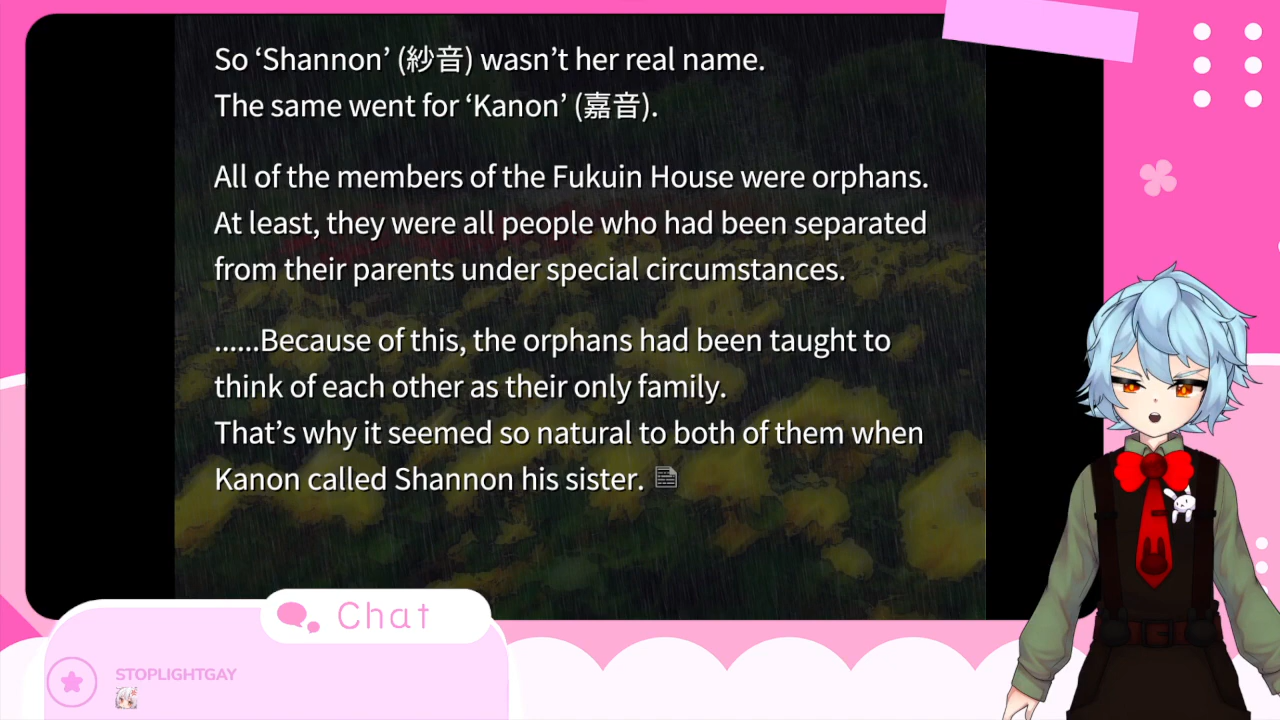 So ‘Shannon’ (紗音) wasn’t her real name.
The same went for ‘Kanon’ (嘉音).
All of the members of the Fukuin House were orphans.
At least, they were all people who had been separated
from their parents under special circumstances.
......Because of this, the orphans had been taught to
think of each other as their only family.
That’s why it seemed so natural to both of them when
Kanon called Shannon his sister.
Chat
STOPLIGHTGAY